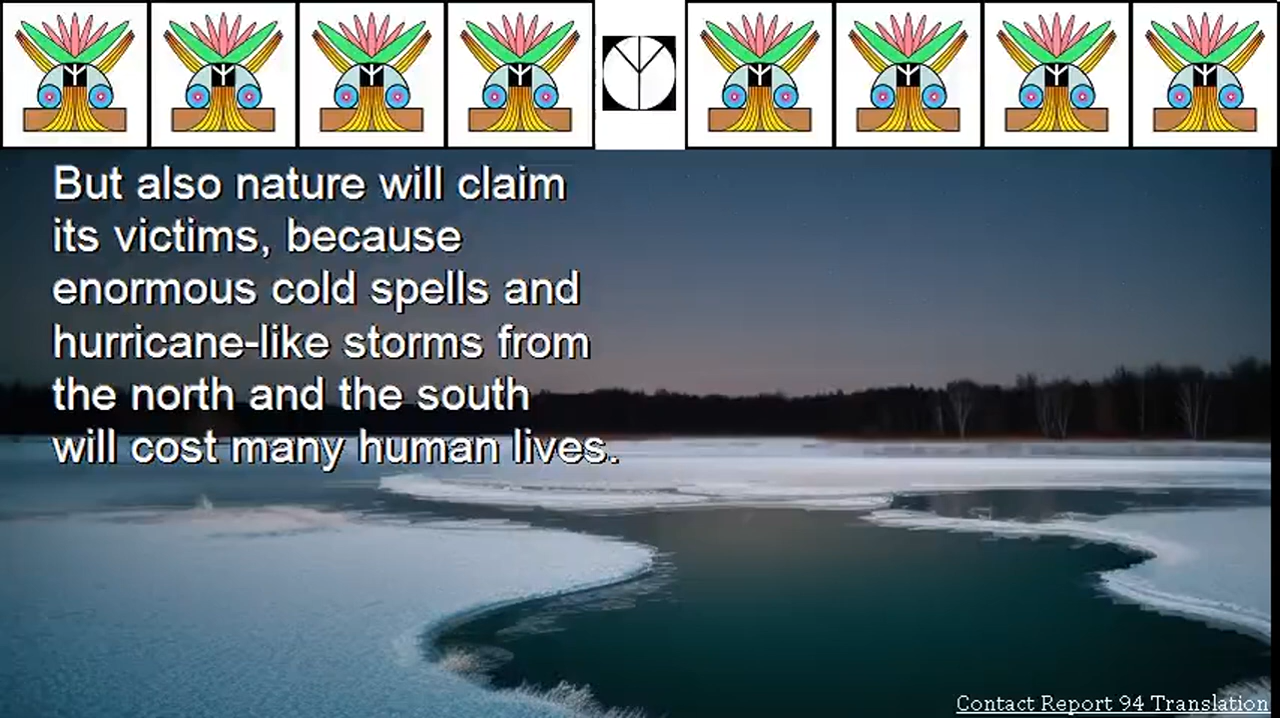 But also nature will claim
its victims, because
enormous cold spells and
hurricane-like storms from
the north and the south
will cost many human lives.
Contact Report 94 Translation